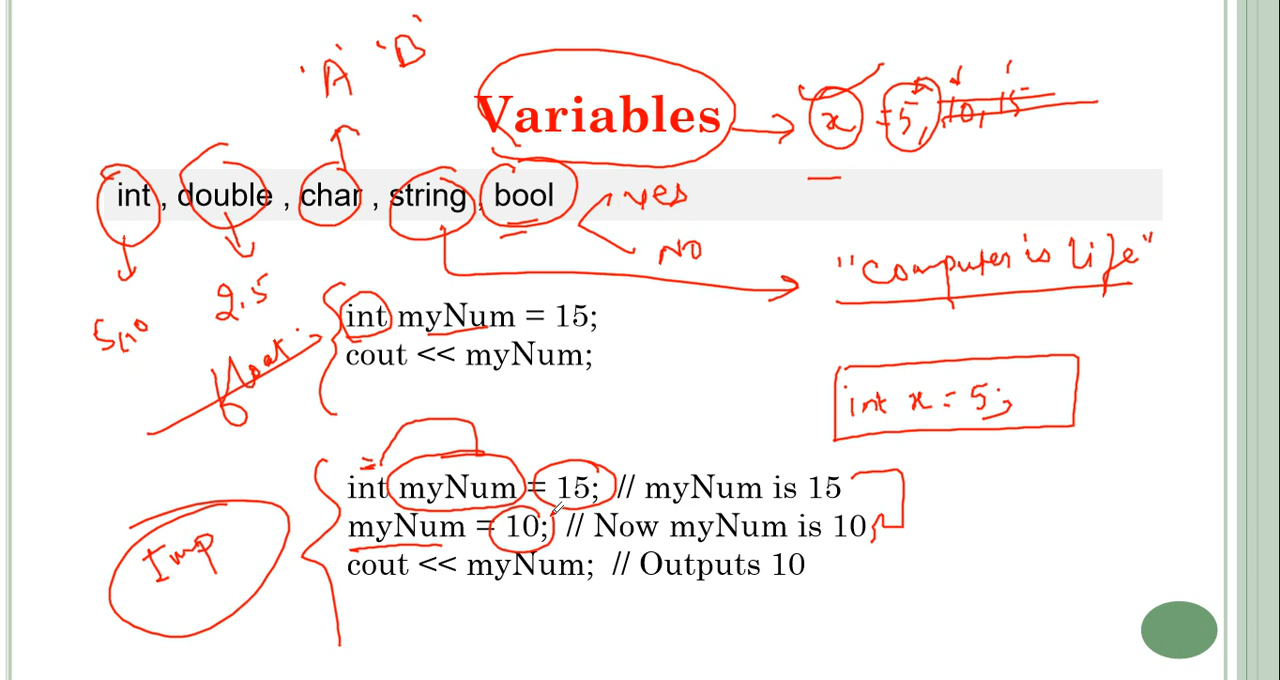 'A' 'B'
Variables → x = 5, 10, 15
int , double , char , string , bool
yes
NO
"Computer is life"
5,10
2.5
float
int myNum = 15;
cout << myNum;
int x = 5;
int myNum = 15; // myNum is 15
myNum = 10; // Now myNum is 10
cout << myNum; // Outputs 10
Imp